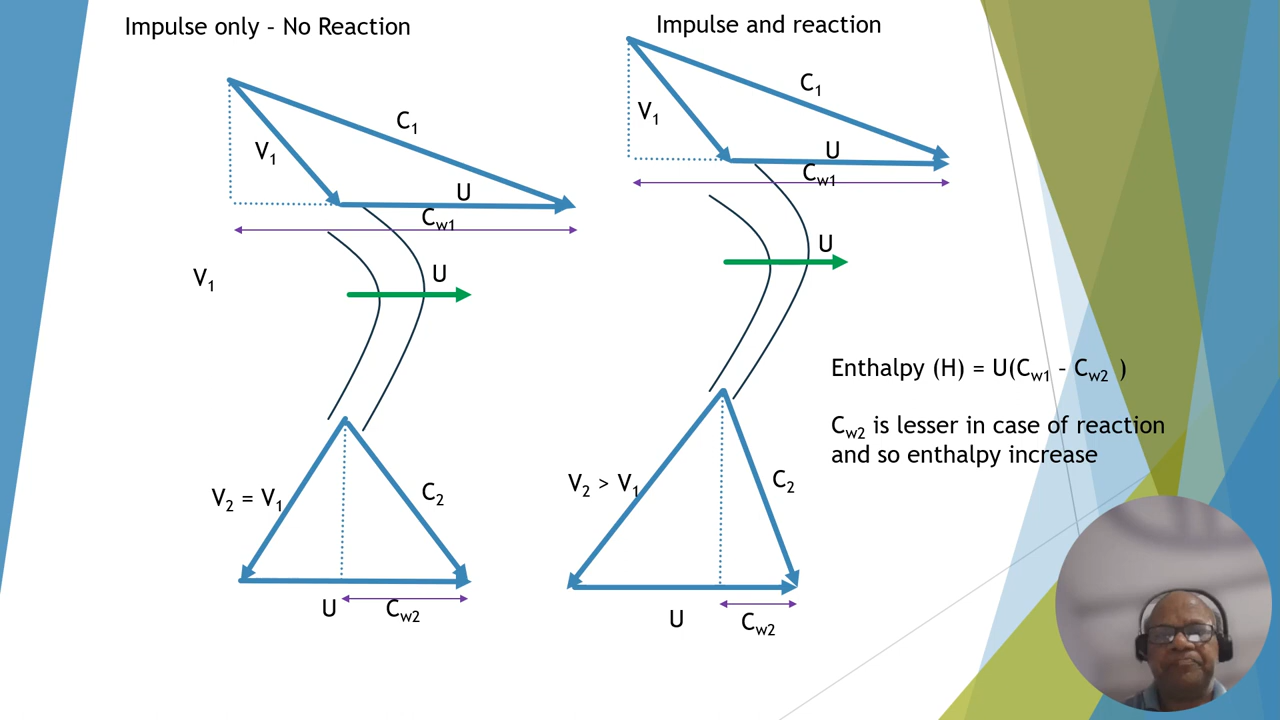 Impulse only – No Reaction
C₁
V₁
U
Cw1
V₁
U
V₂ = V₁
C₂
U
Cw2
Impulse and reaction
C₁
V₁
U
Cw1
U
V₂ > V₁
C₂
U
Cw2
Enthalpy (H) = U(Cw1 – Cw2 )
Cw2 is lesser in case of reaction
and so enthalpy increase